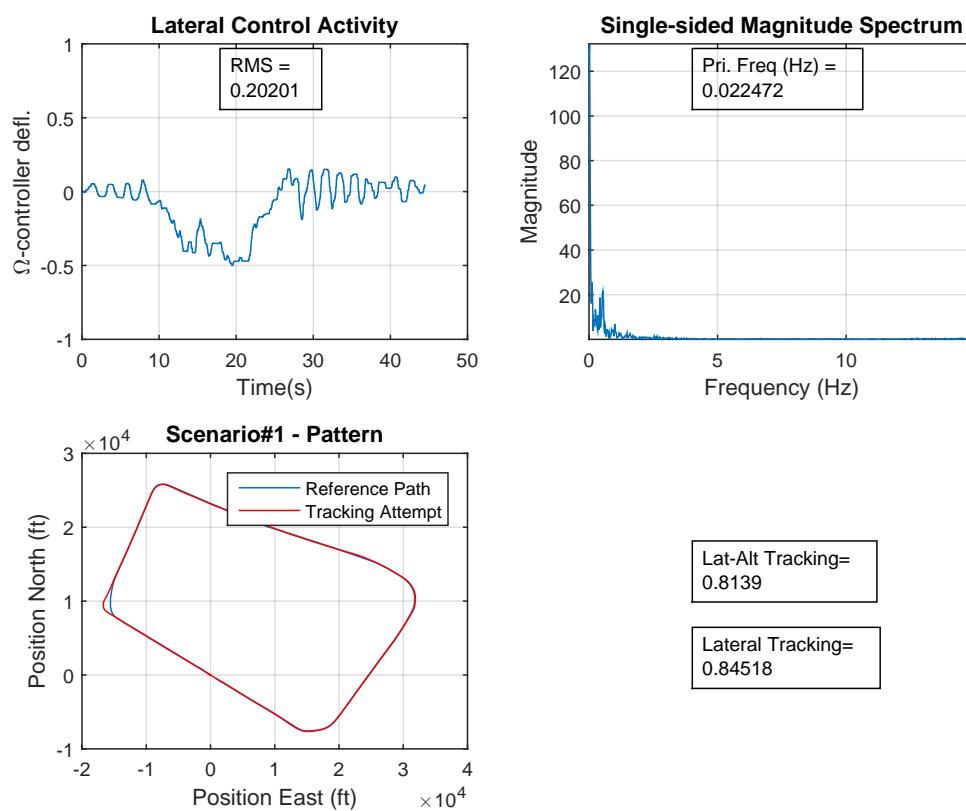 Lateral Control Activity
RMS =
0.20201
1
0.5
0
-0.5
-1
Ω-controller defl.
0
10
20
30
40
50
Time(s)
Single-sided Magnitude Spectrum
Pri. Freq (Hz) =
0.022472
120
100
80
60
40
20
Magnitude
0
5
10
Frequency (Hz)
Scenario#1 - Pattern
×10⁴
Reference Path
Tracking Attempt
3
2
1
0
-1
Position North (ft)
-2
-1
0
1
2
3
4
Position East (ft)
×10⁴
Lat-Alt Tracking=
0.8139
Lateral Tracking=
0.84518